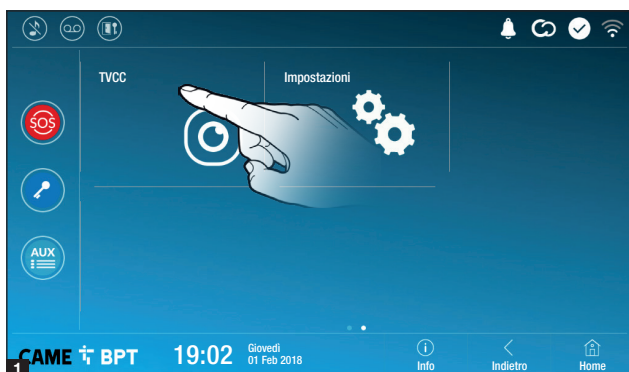 TVCC
Impostazioni
SOS
AUX
CAME BPT
19:02
Giovedì
01 Feb 2018
Info
Indietro
Home
1